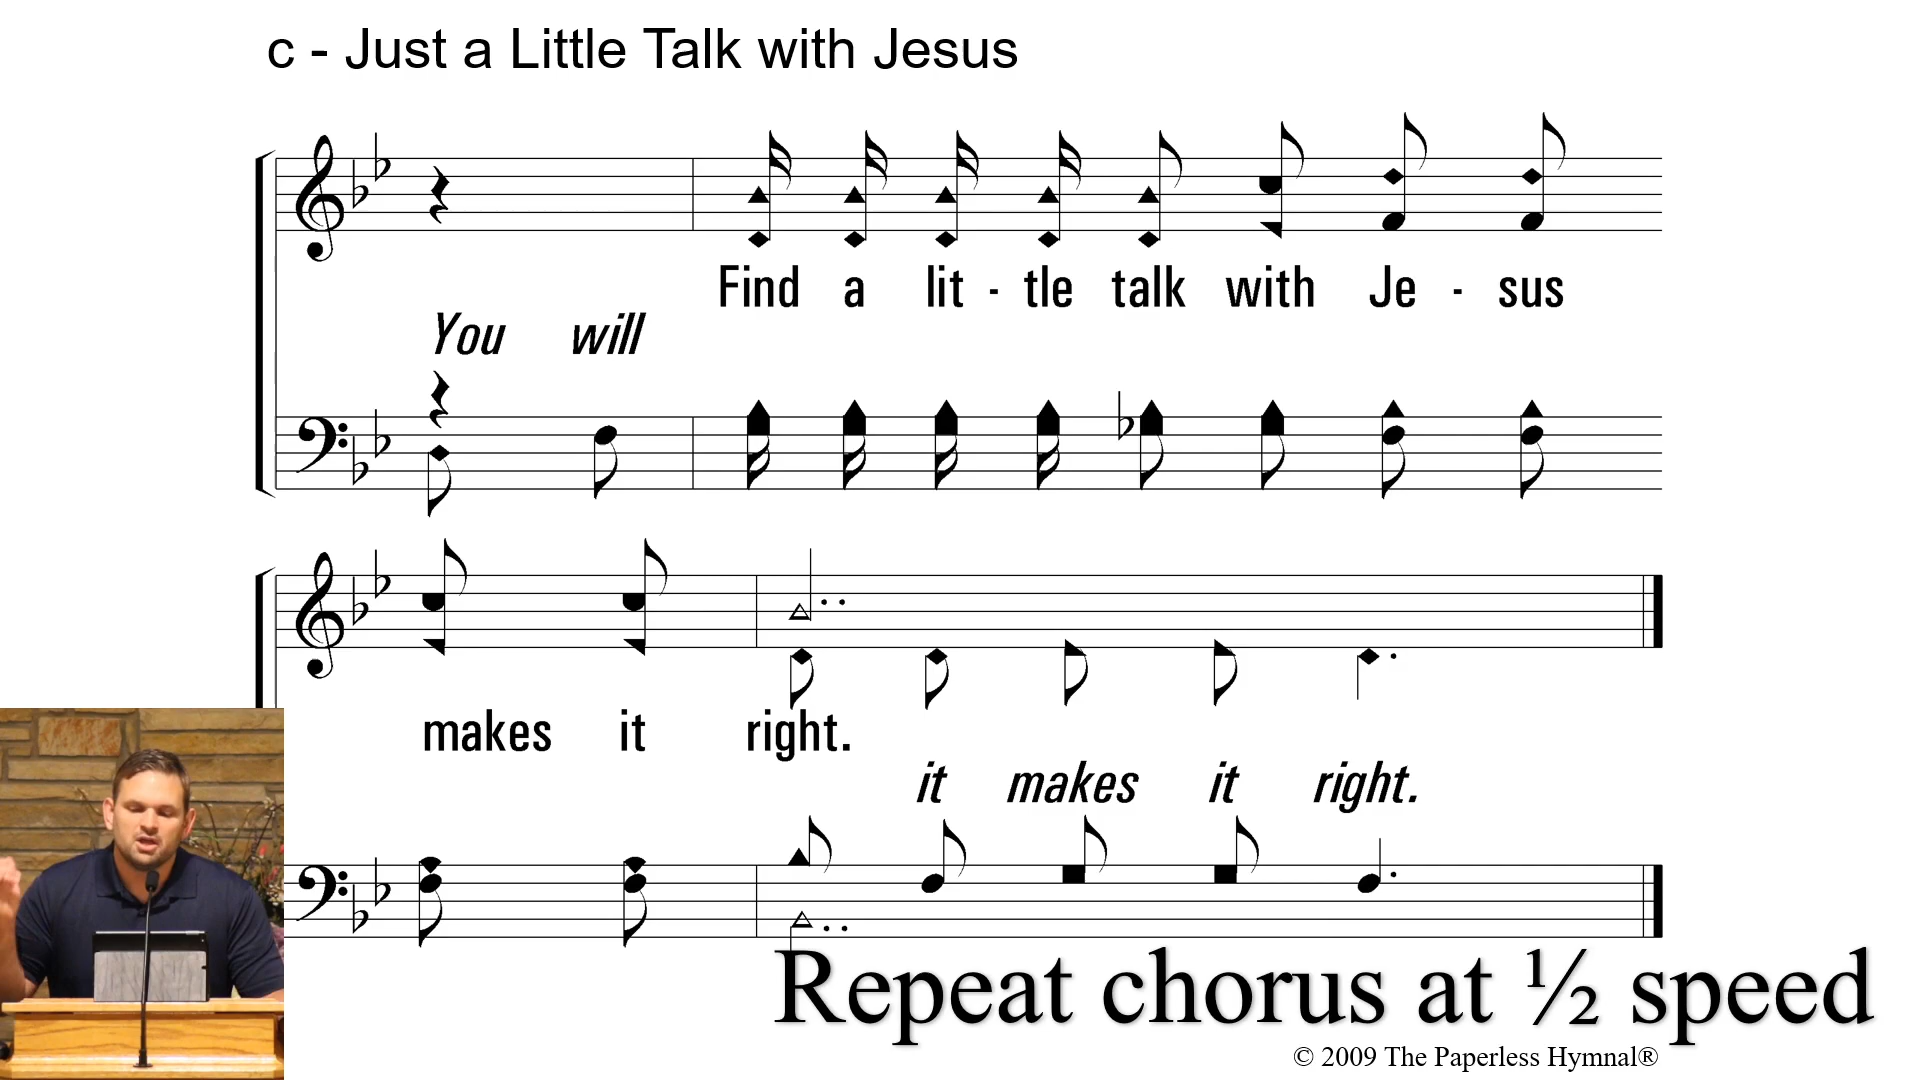 c - Just a Little Talk with Jesus
Find a lit - tle talk with Je - sus
You will
makes it right.
it makes it right.
Repeat chorus at ½ speed
© 2009 The Paperless Hymnal®